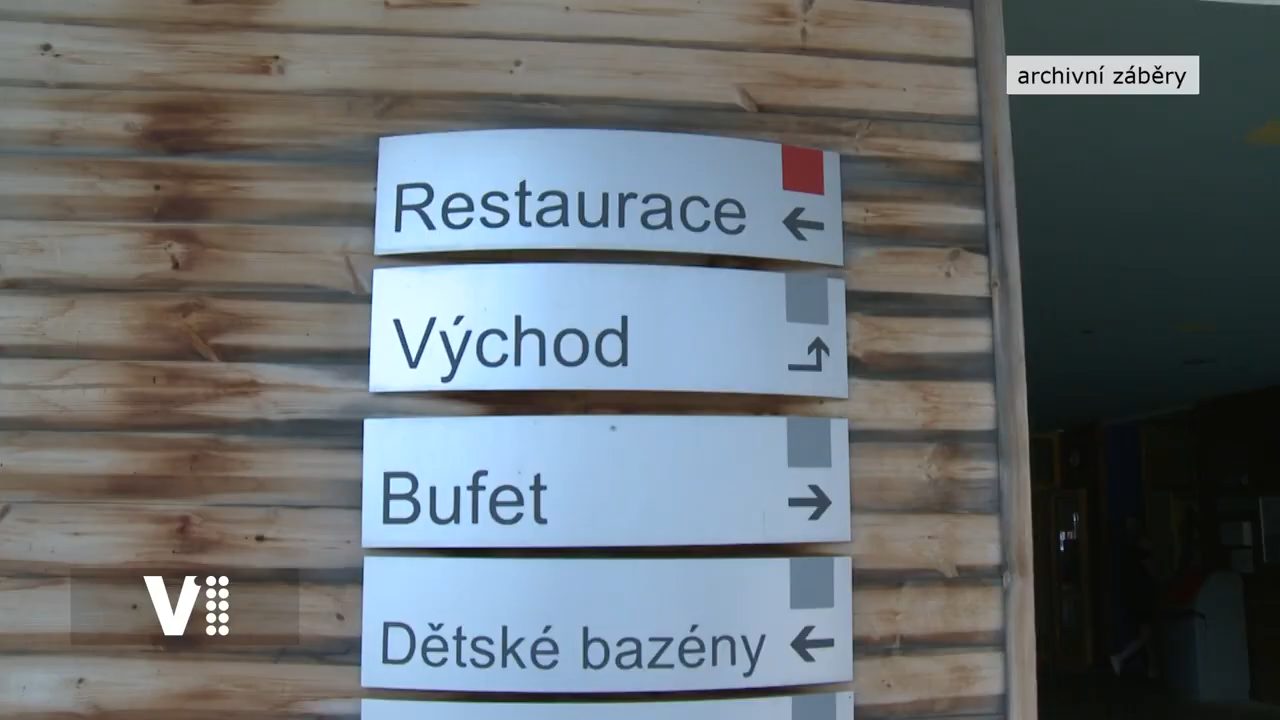 archivní záběry
Restaurace
Východ
Bufet
Dětské bazény
V